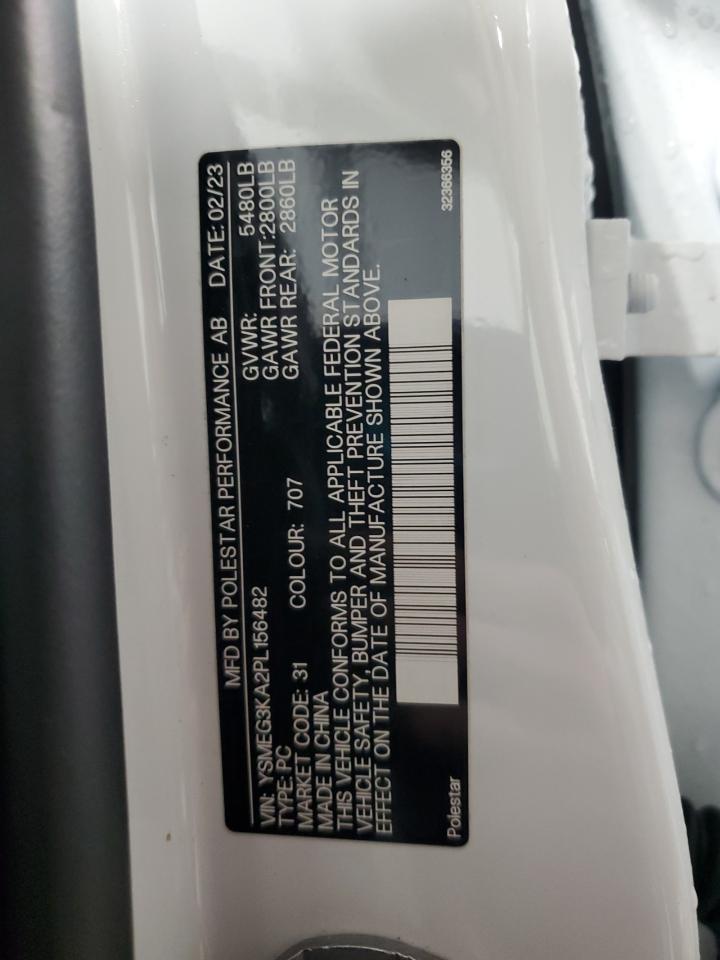 MFD BY POLESTAR PERFORMANCE AB DATE: 02/23
VIN: YSMEG3KA2PL156482 GVWR: 5480LB
TYPE: PC GAWR FRONT: 2800LB
MARKET CODE: 31 COLOUR: 707 GAWR REAR: 2860LB
MADE IN CHINA
THIS VEHICLE CONFORMS TO ALL APPLICABLE FEDERAL MOTOR
VEHICLE SAFETY, BUMPER AND THEFT PREVENTION STANDARDS IN
EFFECT ON THE DATE OF MANUFACTURE SHOWN ABOVE.
Polestar 32366356